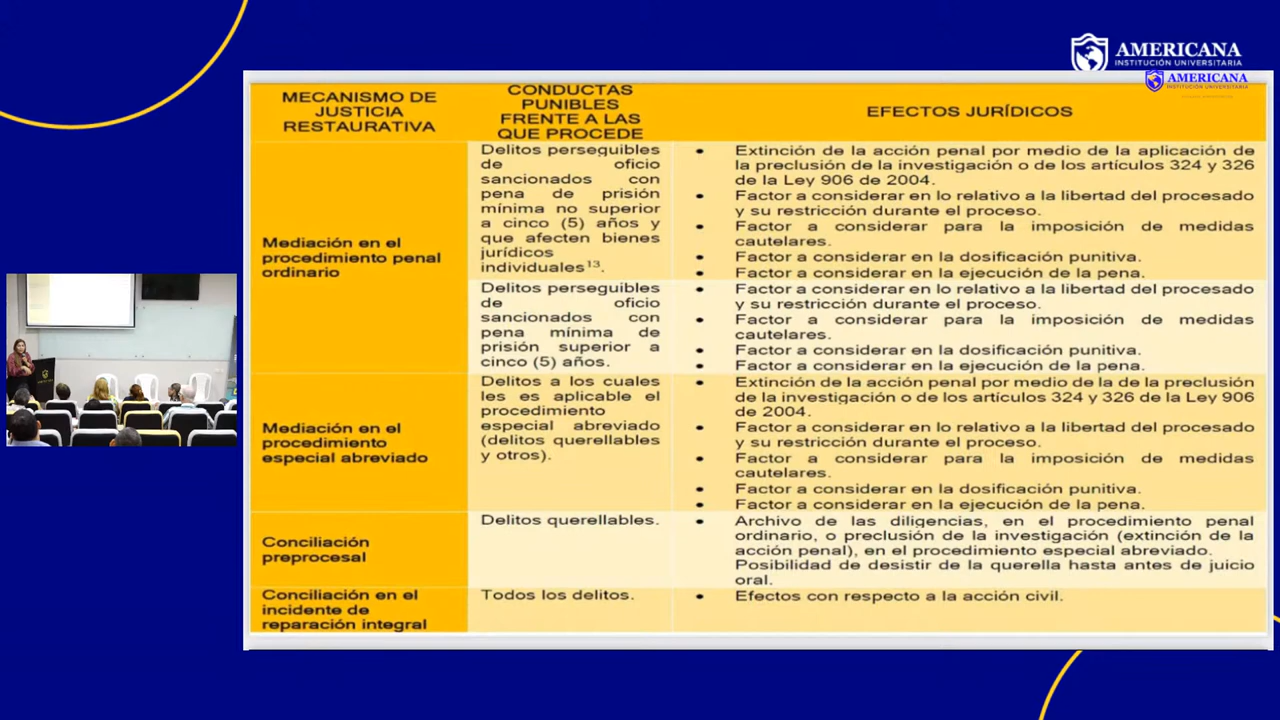 AMERICANA
INSTITUCIÓN UNIVERSITARIA
AMERICANA
INSTITUCIÓN UNIVERSITARIA
MECANISMO DE
JUSTICIA
RESTAURATIVA
CONDUCTAS
PUNIBLES
FRENTE A LAS
QUE PROCEDE
EFECTOS JURÍDICOS
Mediación en el
procedimiento penal
ordinario
Delitos perseguibles
de oficio
sancionados con
pena de prisión
mínima no superior
a cinco (5) años y
que afecten bienes
jurídicos
individuales¹³.
• Extinción de la acción penal por medio de la aplicación de
la preclusión de la investigación o de los artículos 324 y 326
de la Ley 906 de 2004.
• Factor a considerar en lo relativo a la libertad del procesado
y su restricción durante el proceso.
• Factor a considerar para la imposición de medidas
cautelares.
• Factor a considerar en la dosificación punitiva.
• Factor a considerar en la ejecución de la pena.
Delitos perseguibles
de oficio
sancionados con
pena mínima de
prisión superior a
cinco (5) años.
• Factor a considerar en lo relativo a la libertad del procesado
y su restricción durante el proceso.
• Factor a considerar para la imposición de medidas
cautelares.
• Factor a considerar en la dosificación punitiva.
• Factor a considerar en la ejecución de la pena.
Mediación en el
procedimiento
especial abreviado
Delitos a los cuales
les es aplicable el
procedimiento
especial abreviado
(delitos querellables
y otros).
• Extinción de la acción penal por medio de la de la preclusión
de la investigación o de los artículos 324 y 326 de la Ley 906
de 2004.
• Factor a considerar en lo relativo a la libertad del procesado
y su restricción durante el proceso.
• Factor a considerar para la imposición de medidas
cautelares.
• Factor a considerar en la dosificación punitiva.
• Factor a considerar en la ejecución de la pena.
Conciliación
preprocesal
Delitos querellables.
• Archivo de las diligencias, en el procedimiento penal
ordinario, o preclusión de la investigación (extinción de la
acción penal), en el procedimiento especial abreviado.
Posibilidad de desistir de la querella hasta antes de juicio
oral.
Conciliación en el
incidente de
reparación integral
Todos los delitos.
• Efectos con respecto a la acción civil.